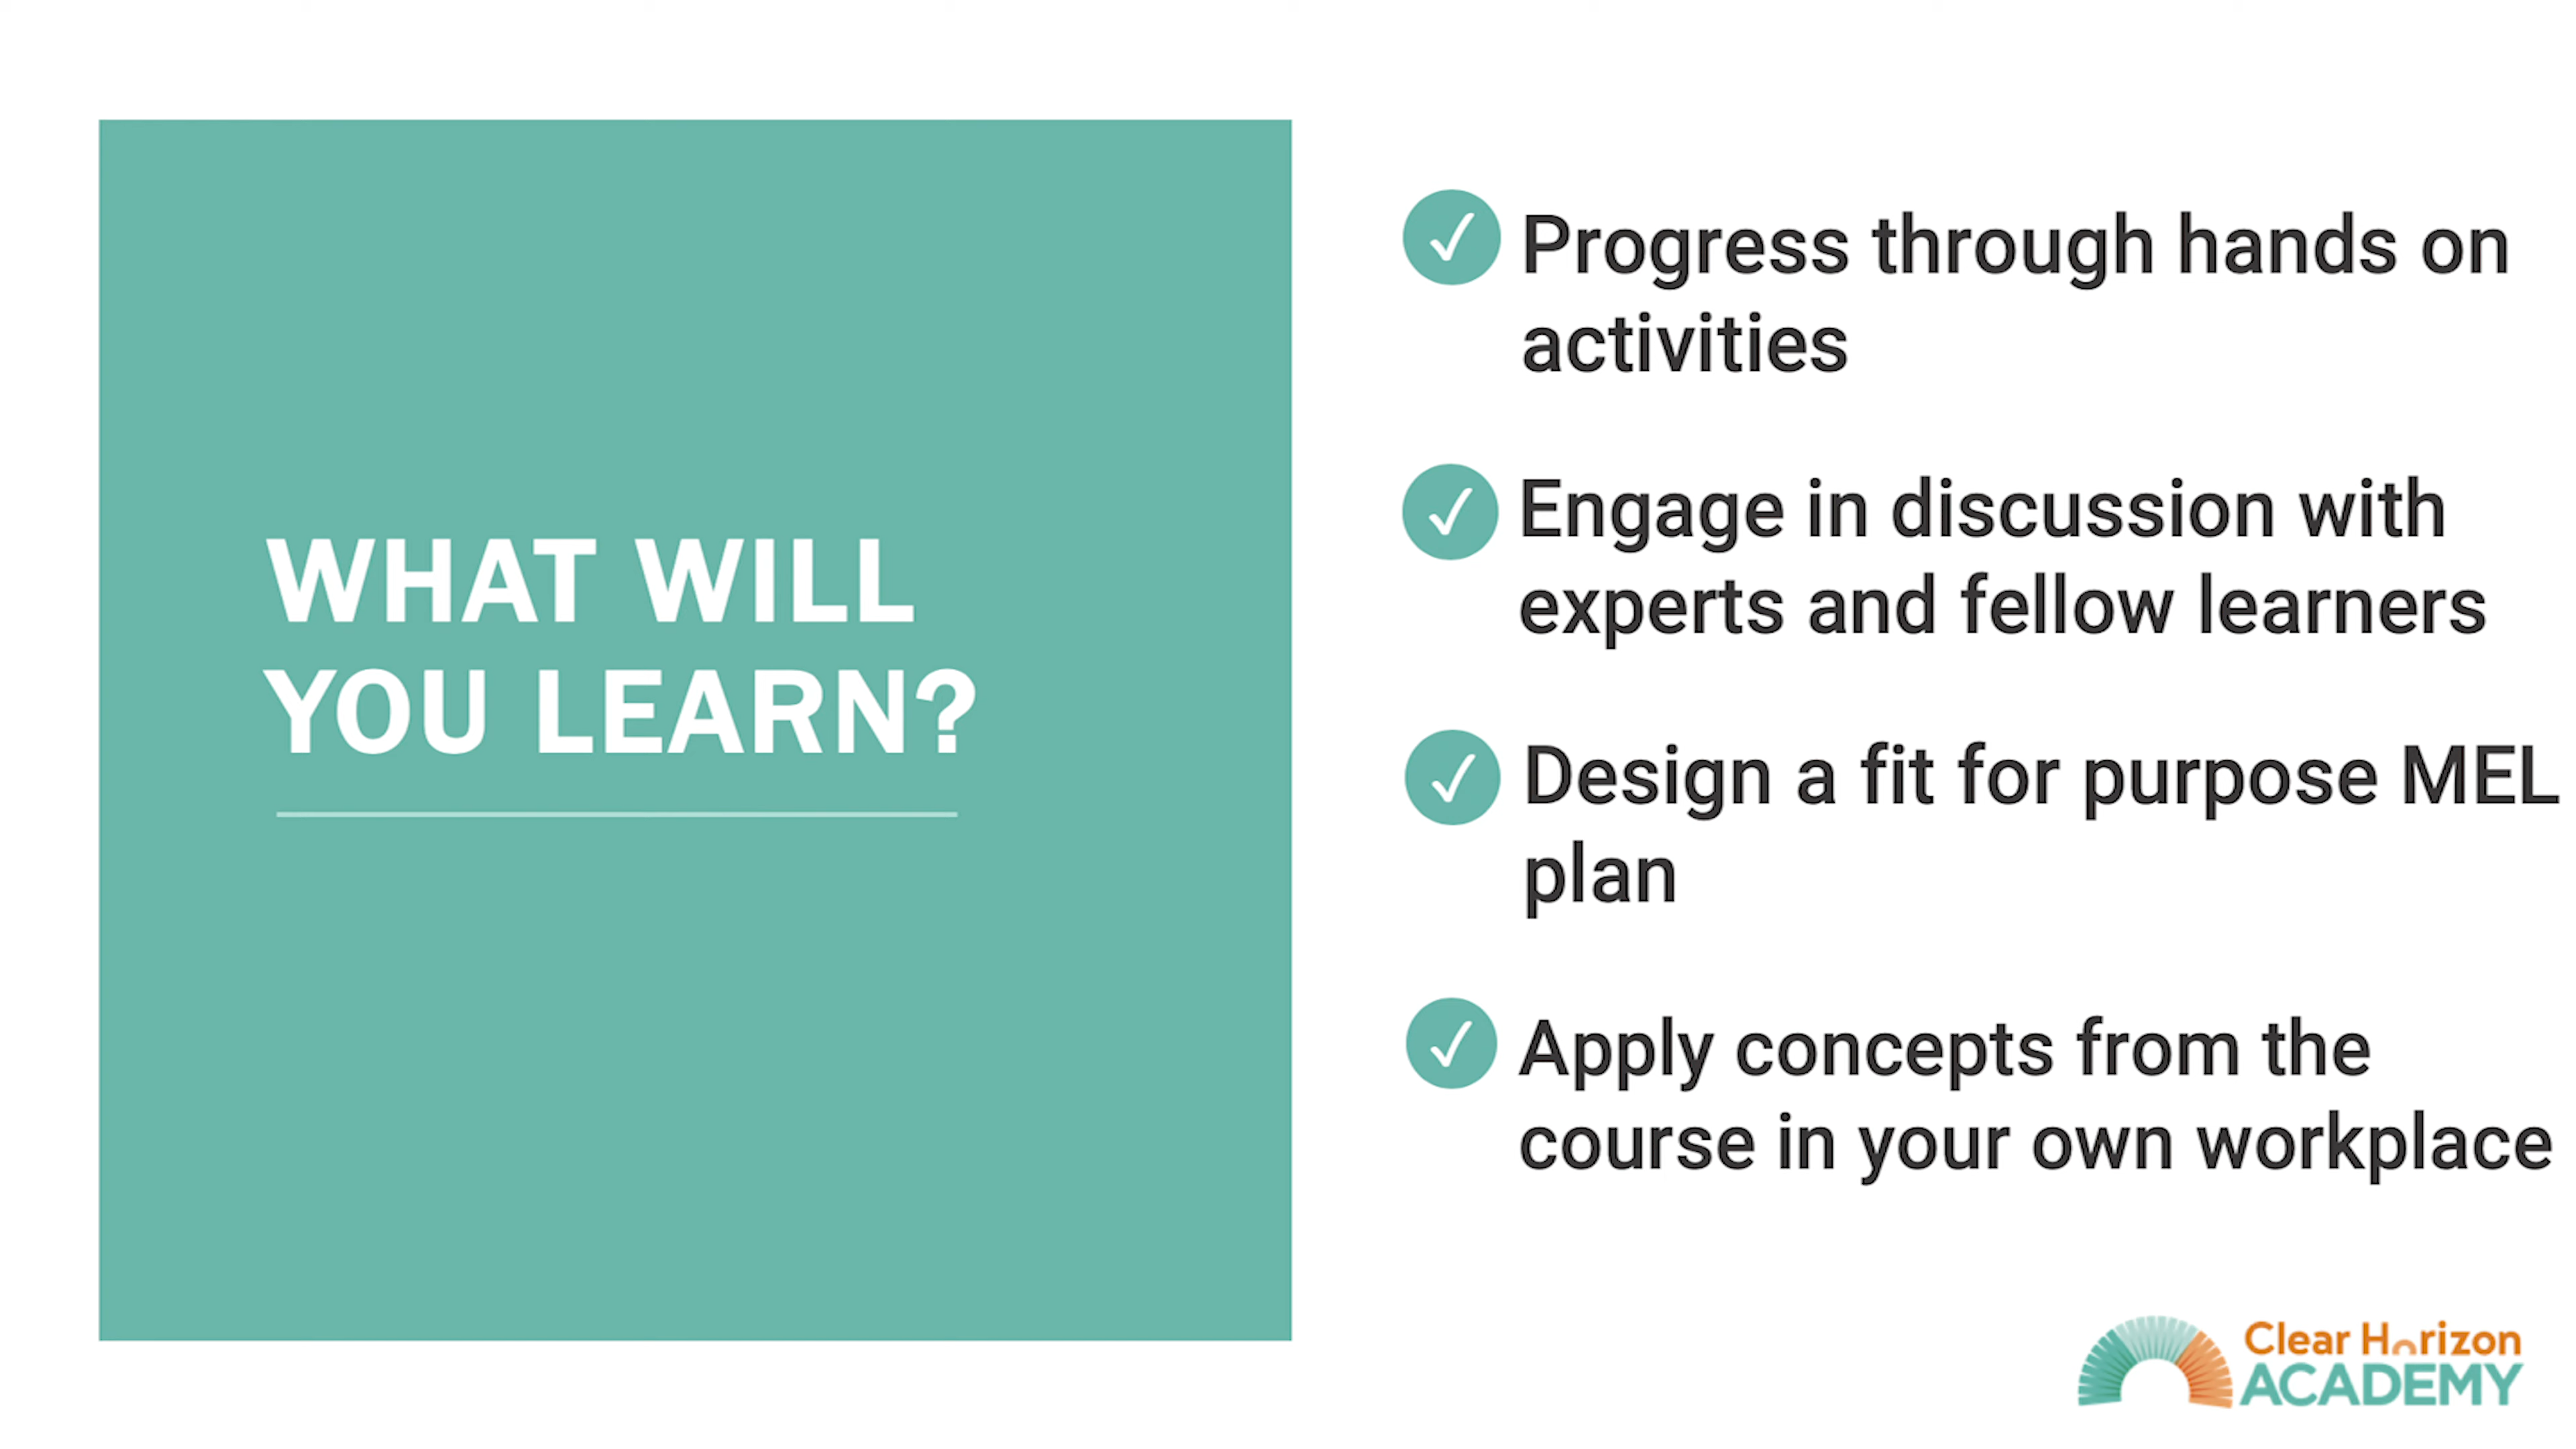 WHAT WILL
YOU LEARN?
Progress through hands on
activities
Engage in discussion with
experts and fellow learners
Design a fit for purpose MEL
plan
Apply concepts from the
course in your own workplace
Clear Horizon
ACADEMY